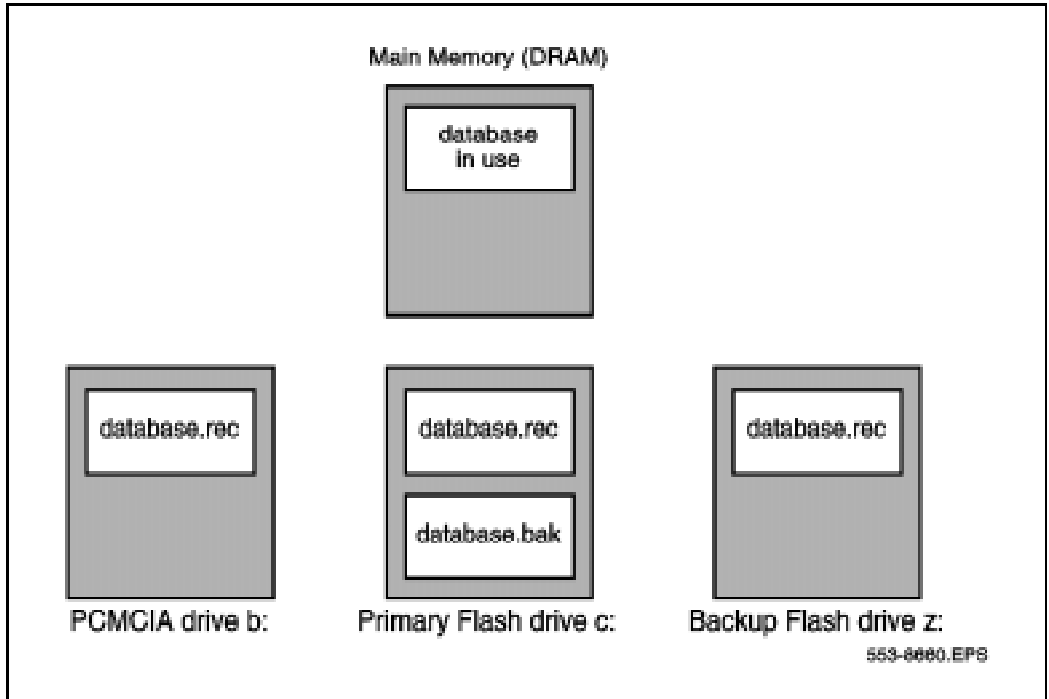 Main Memory (DRAM)
database
in use
database.rec
database.rec
database.rec
database.bak
PCMCIA drive b:
Primary Flash drive c:
Backup Flash drive z:
553-8660.EPS